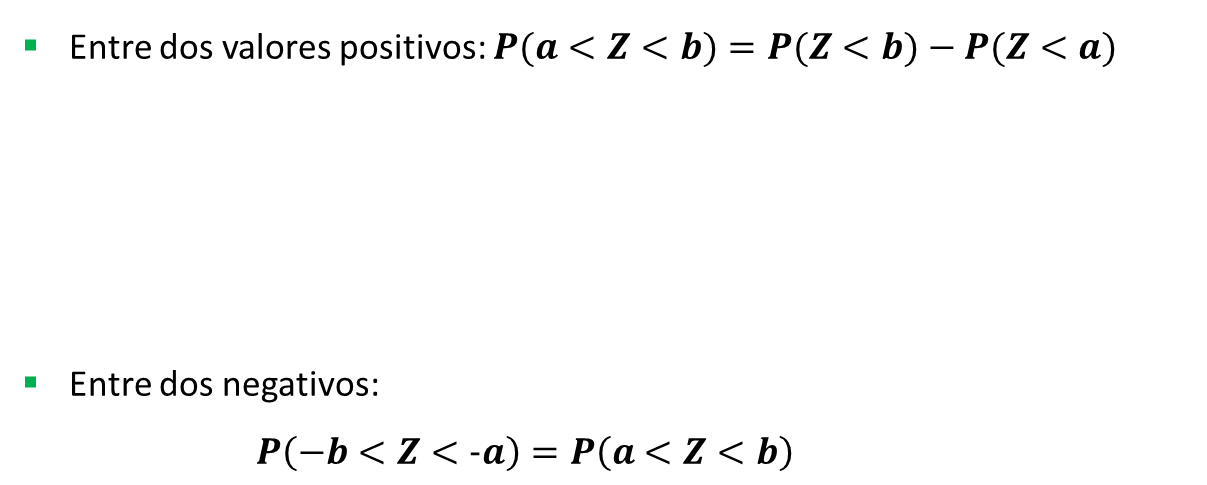 ▪ Entre dos valores positivos: P(a < Z < b) = P(Z < b) − P(Z < a)
▪ Entre dos negativos:
P(−b < Z < -a) = P(a < Z < b)